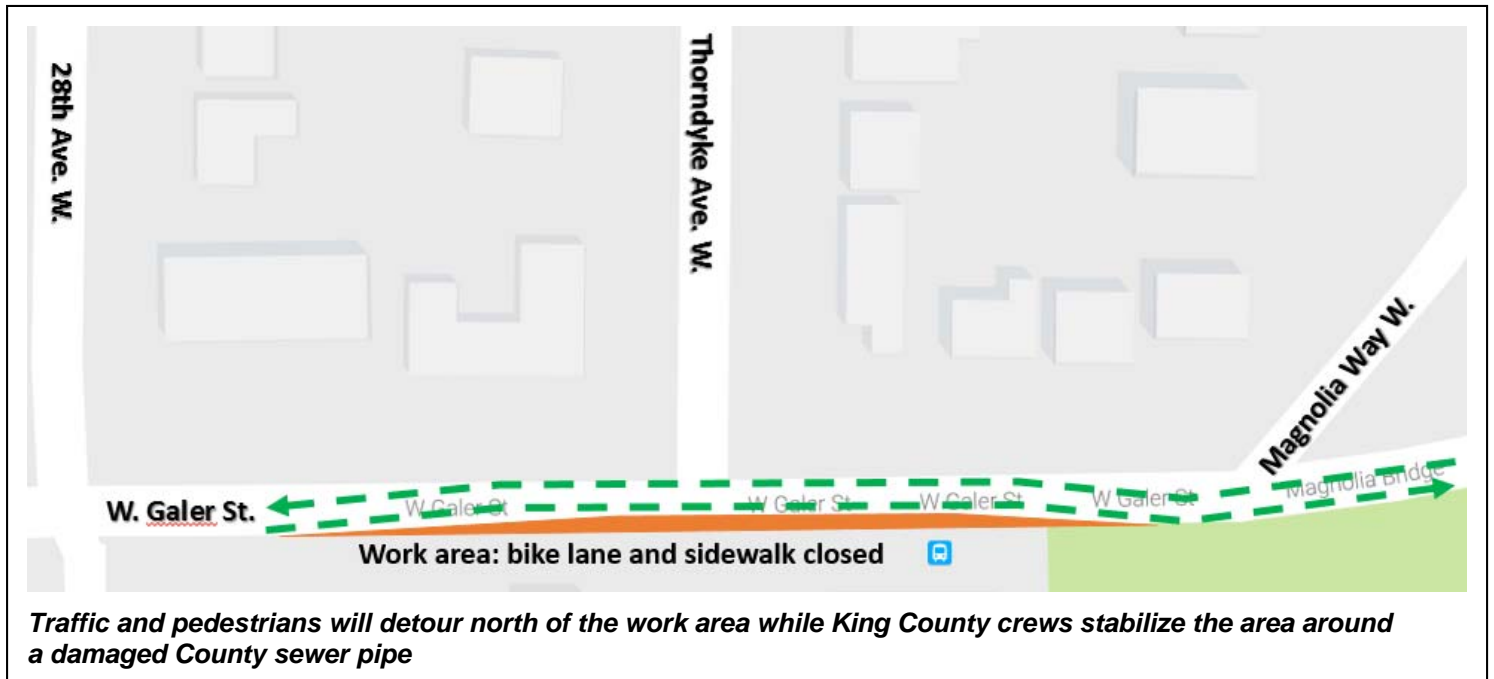 28th Ave. W.
Thorndyke Ave. W.
Magnolia Way W.
Magnolia Bridge
W. Galer St.
W Galer St
W Galer St
W Galer St
W Galer St
Work area: bike lane and sidewalk closed
Traffic and pedestrians will detour north of the work area while King County crews stabilize the area around
a damaged County sewer pipe